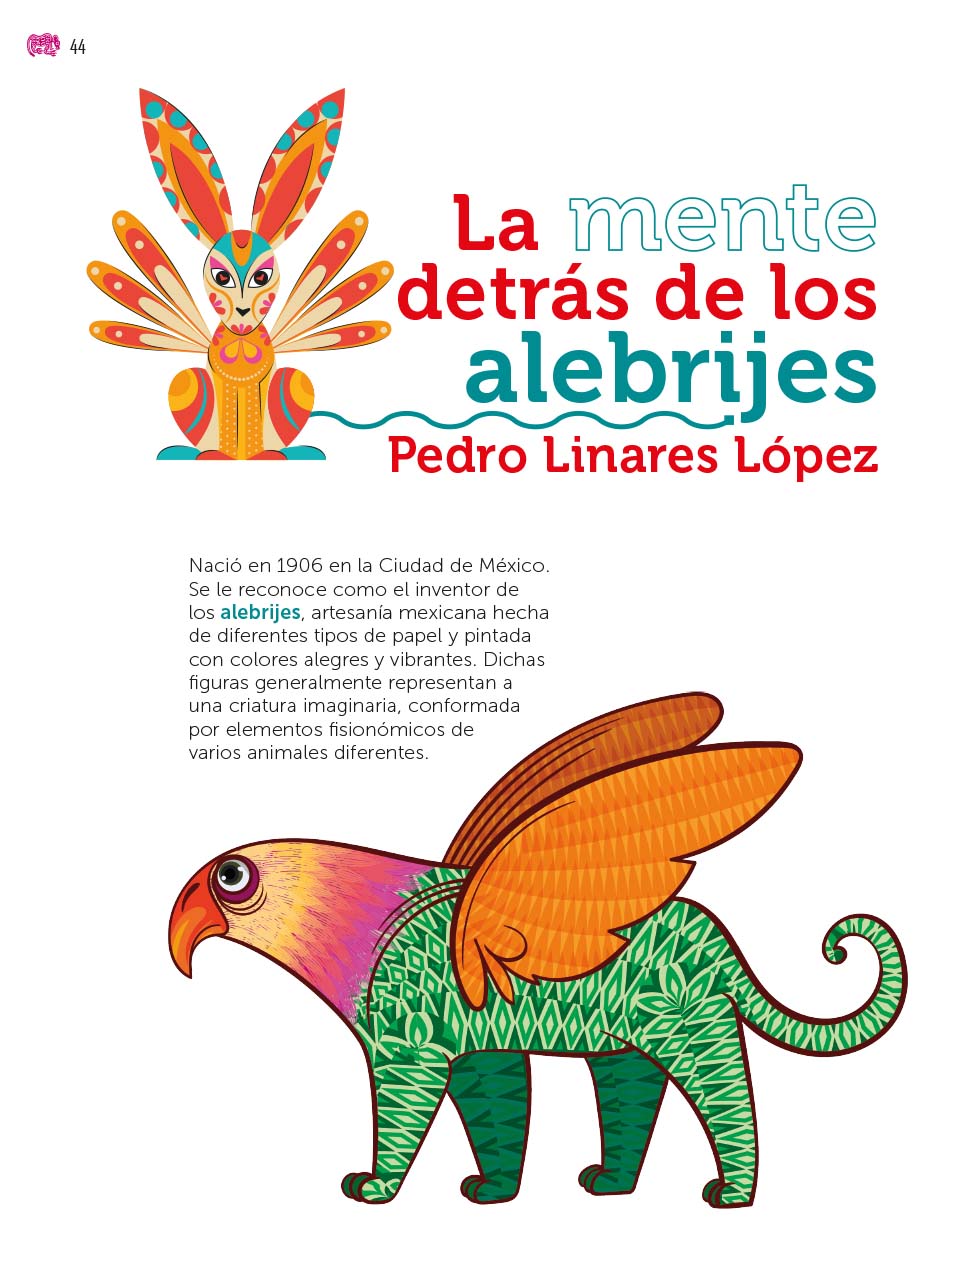 44
La mente
detrás de los
alebrijes
Pedro Linares López
Nació en 1906 en la Ciudad de México.
Se le reconoce como el inventor de
los alebrijes, artesanía mexicana hecha
de diferentes tipos de papel y pintada
con colores alegres y vibrantes. Dichas
figuras generalmente representan a
una criatura imaginaria, conformada
por elementos fisionómicos de
varios animales diferentes.